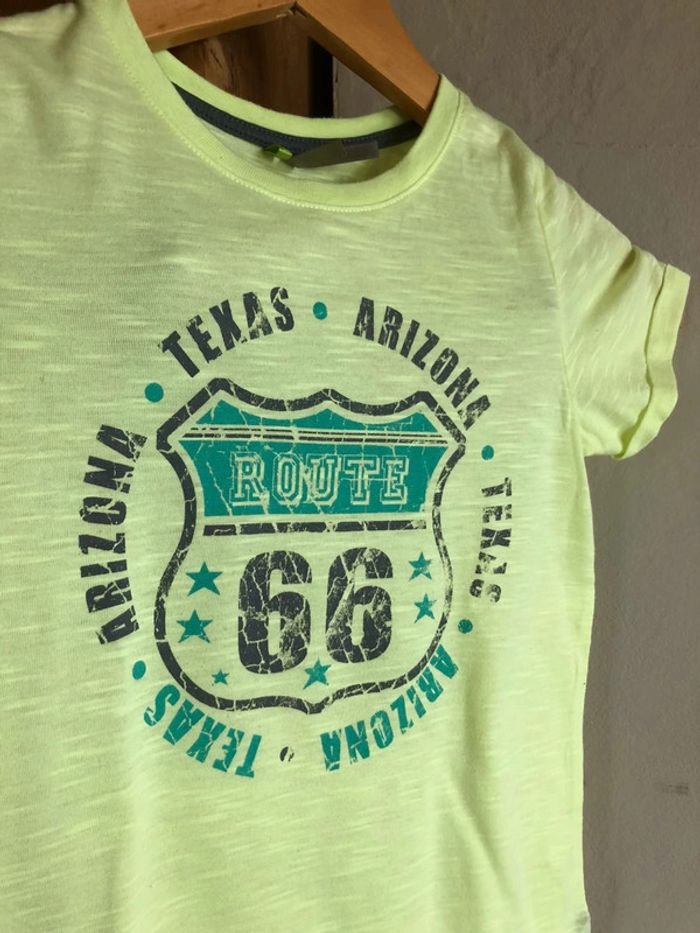 TEXAS • ARIZONA • TEXAS • ARIZONA • TEXAS • ARIZONA •
ROUTE
66